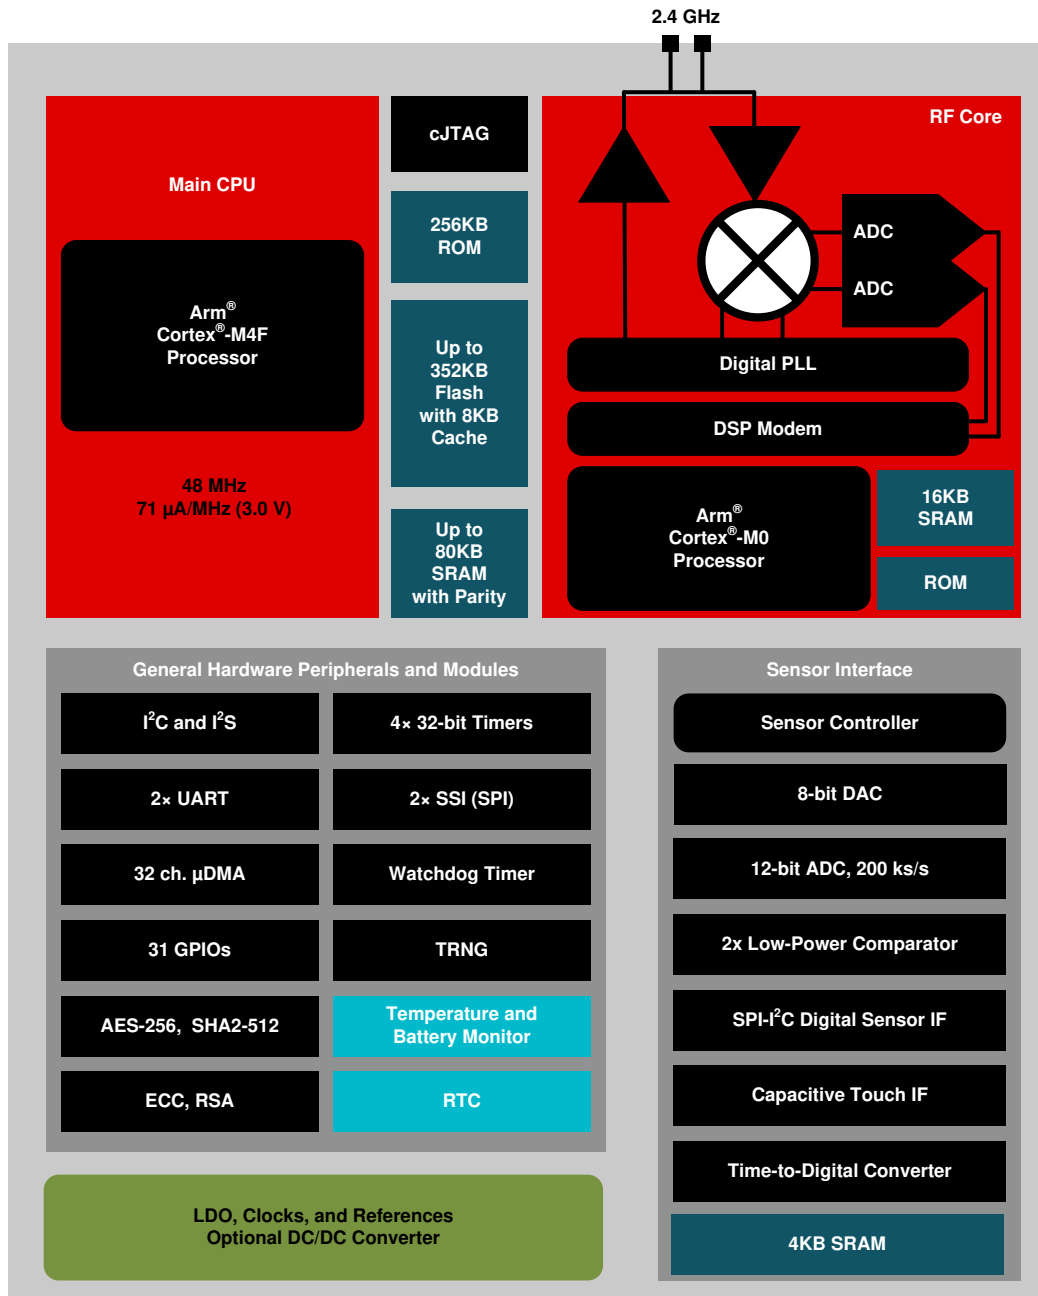 2.4 GHz
Main CPU
Arm®
Cortex®-M4F
Processor
48 MHz
71 µA/MHz (3.0 V)
cJTAG
256KB
ROM
Up to
352KB
Flash
with 8KB
Cache
Up to
80KB
SRAM
with Parity
RF Core
ADC
ADC
Digital PLL
DSP Modem
Arm®
Cortex®-M0
Processor
16KB
SRAM
ROM
General Hardware Peripherals and Modules
I²C and I²S
4× 32-bit Timers
2× UART
2× SSI (SPI)
32 ch. µDMA
Watchdog Timer
31 GPIOs
TRNG
AES-256, SHA2-512
Temperature and
Battery Monitor
ECC, RSA
RTC
LDO, Clocks, and References
Optional DC/DC Converter
Sensor Interface
Sensor Controller
8-bit DAC
12-bit ADC, 200 ks/s
2x Low-Power Comparator
SPI-I²C Digital Sensor IF
Capacitive Touch IF
Time-to-Digital Converter
4KB SRAM